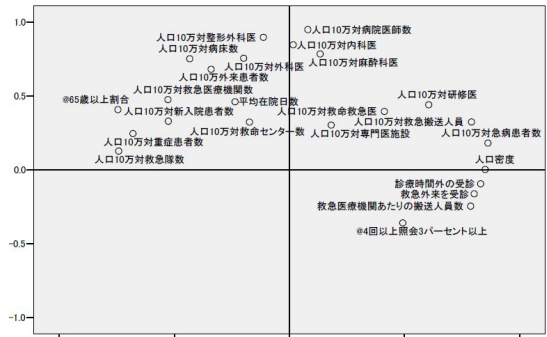 1.0
人口10万対病院医師数
人口10万対整形外科医
人口10万対内科医
人口10万対病床数
人口10万対麻酔科医
人口10万対外科医
人口10万対外来患者数
人口10万対救急医療機関数
0.5
@65歳以上割合
平均在院日数
人口10万対研修医
人口10万対新入院患者数
人口10万対救命救急医
人口10万対救急搬送人員
人口10万対救命センター数
人口10万対専門医施設
人口10万対急病患者数
人口10万対重症患者数
人口10万対救急隊数
人口密度
0.0
診療時間外の受診
救急外来を受診
救急医療機関あたりの搬送人員数
@4回以上照会3パーセント以上
-0.5
-1.0